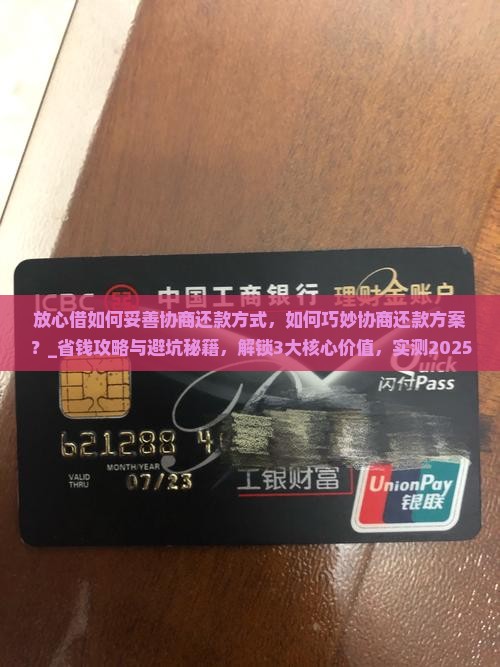 ICBC 中国工商银行 理财金账户
放心借如何妥善协商还款方式，如何巧妙协商还款方案
？_省钱攻略与避坑秘籍，解锁3大核心价值，实测2025
Quick
闪付Pass
621288 4
MONTH/YEAR
VALID
THRU
07/23
工银财富
UnionPay
银联